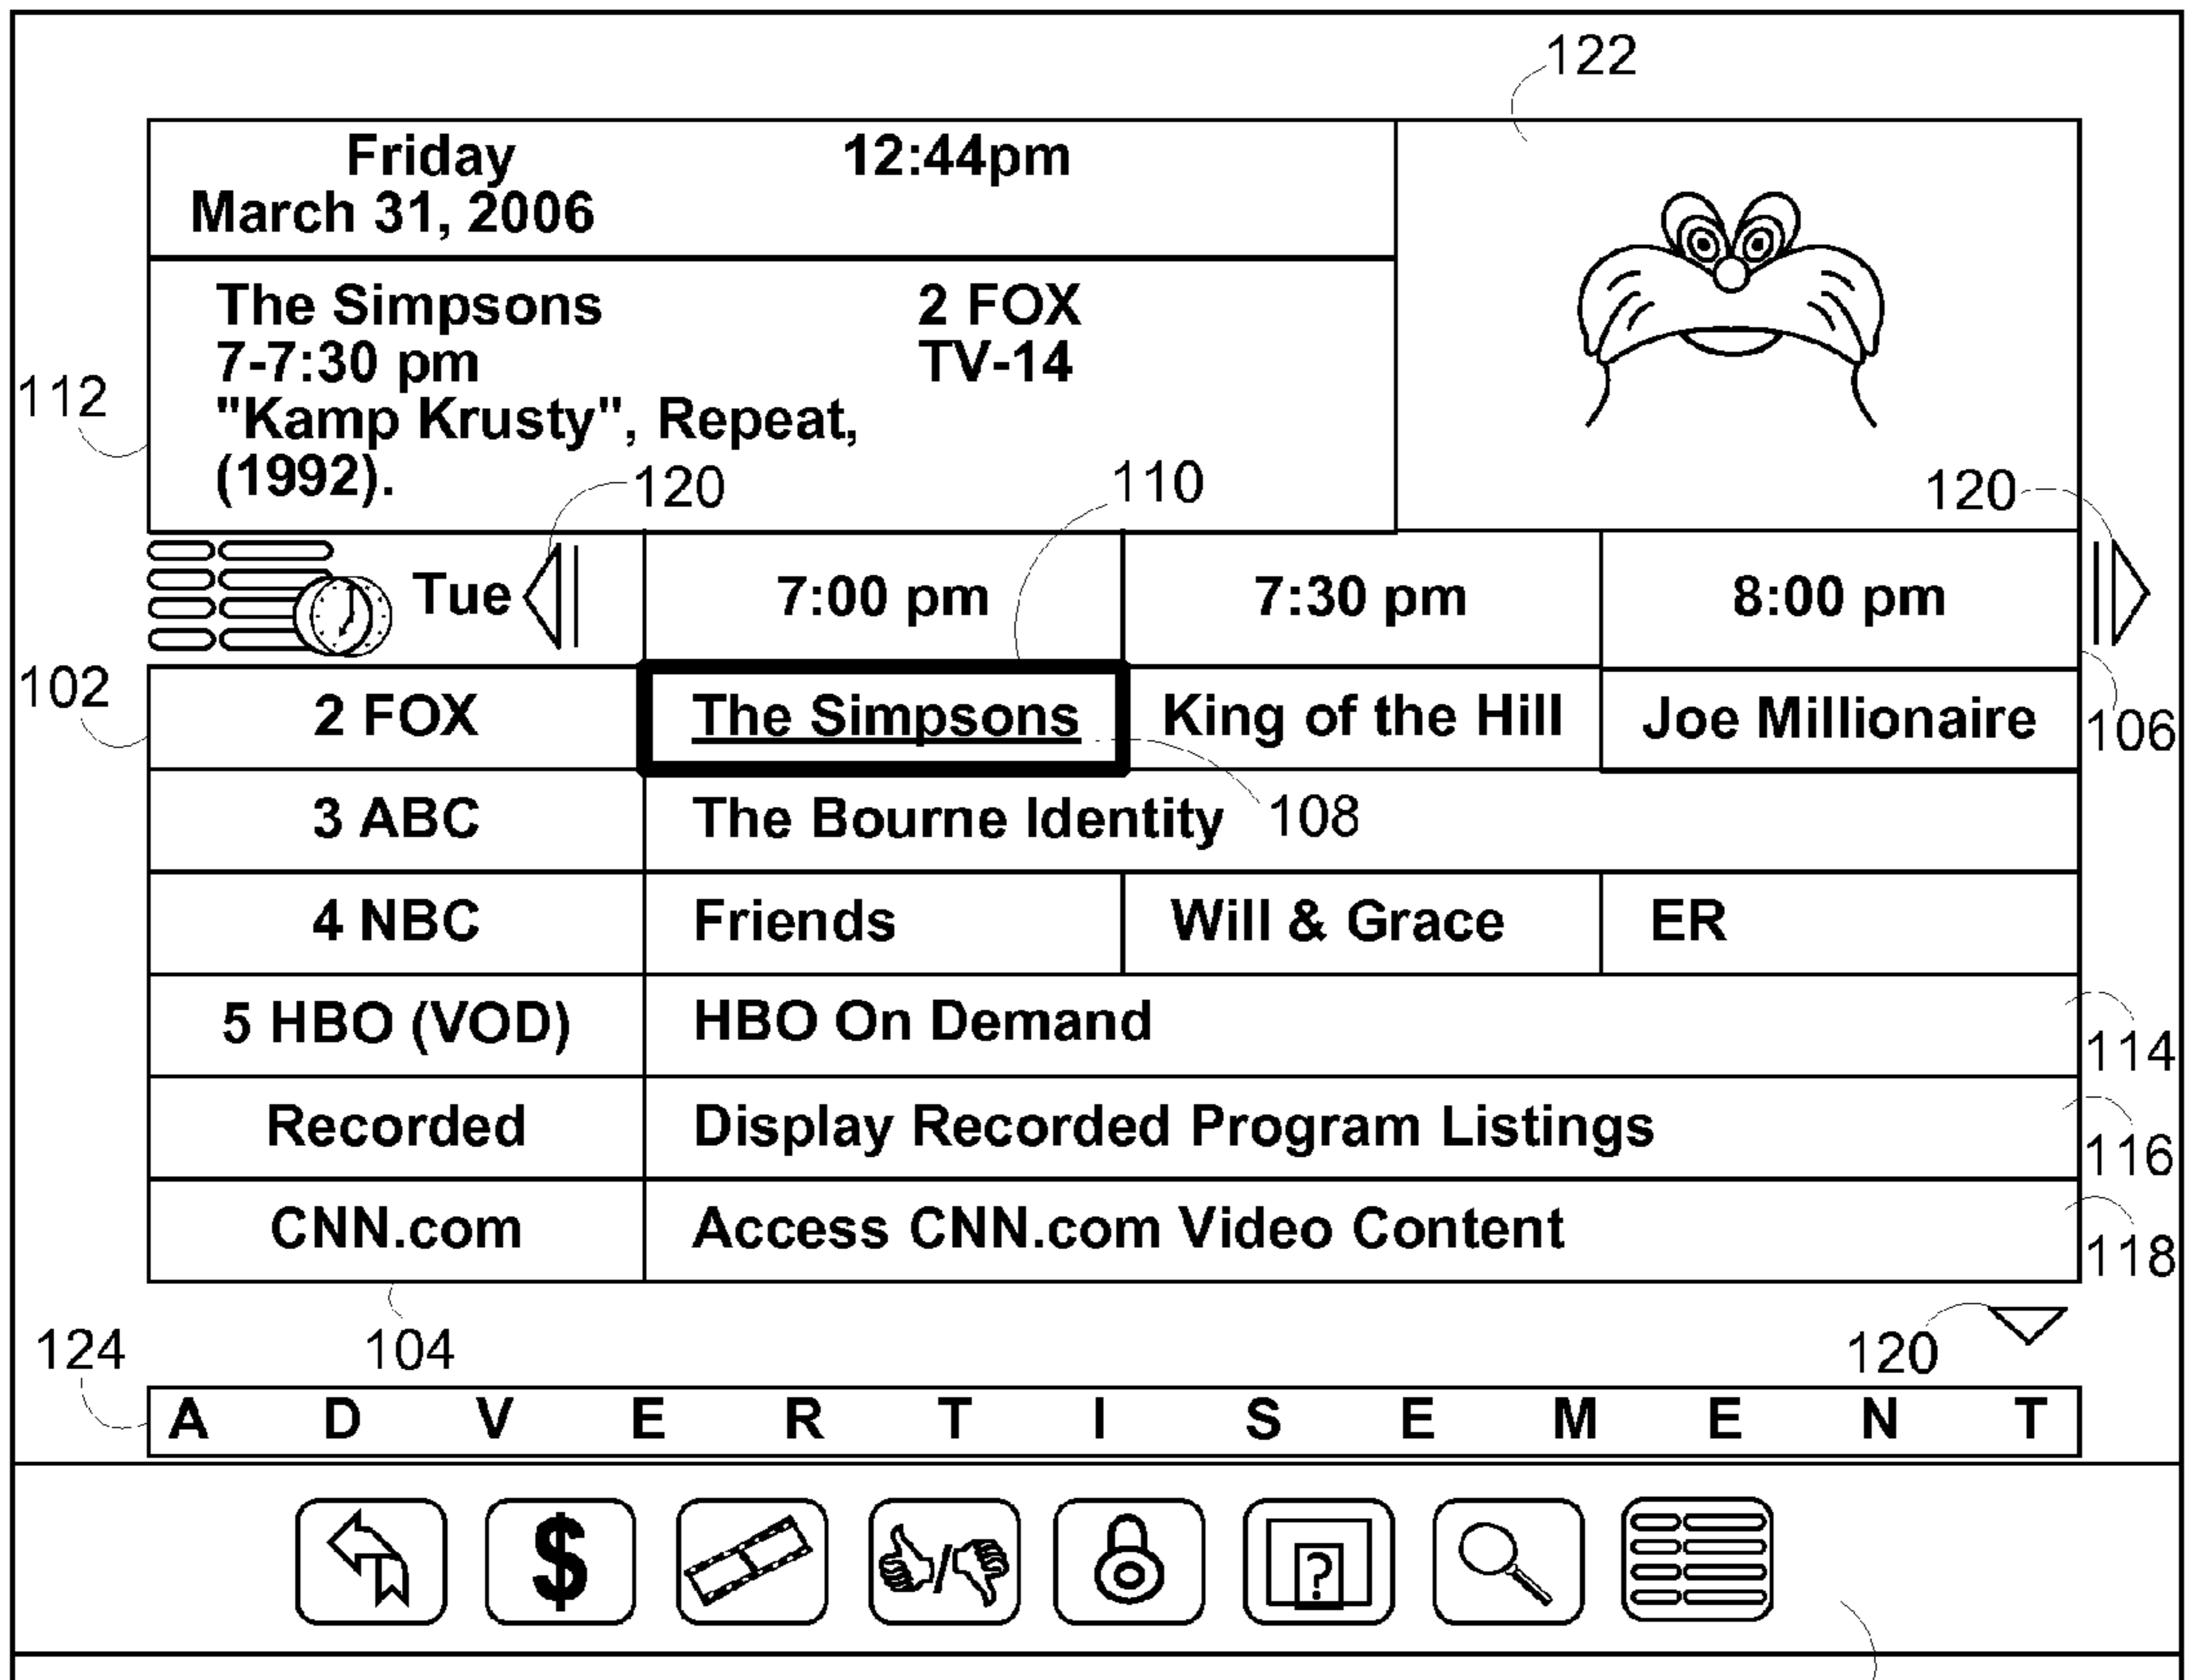 122
Friday 12:44pm
March 31, 2006
The Simpsons 2 FOX
7-7:30 pm TV-14
112
"Kamp Krusty", Repeat,
(1992).
120 110 120
Tue 7:00 pm 7:30 pm 8:00 pm
102
2 FOX The Simpsons King of the Hill Joe Millionaire
106
3 ABC The Bourne Identity 108
4 NBC Friends Will & Grace ER
5 HBO (VOD) HBO On Demand
114
Recorded Display Recorded Program Listings
116
CNN.com Access CNN.com Video Content
118
124 104 120
A D V E R T I S E M E N T
$ ?